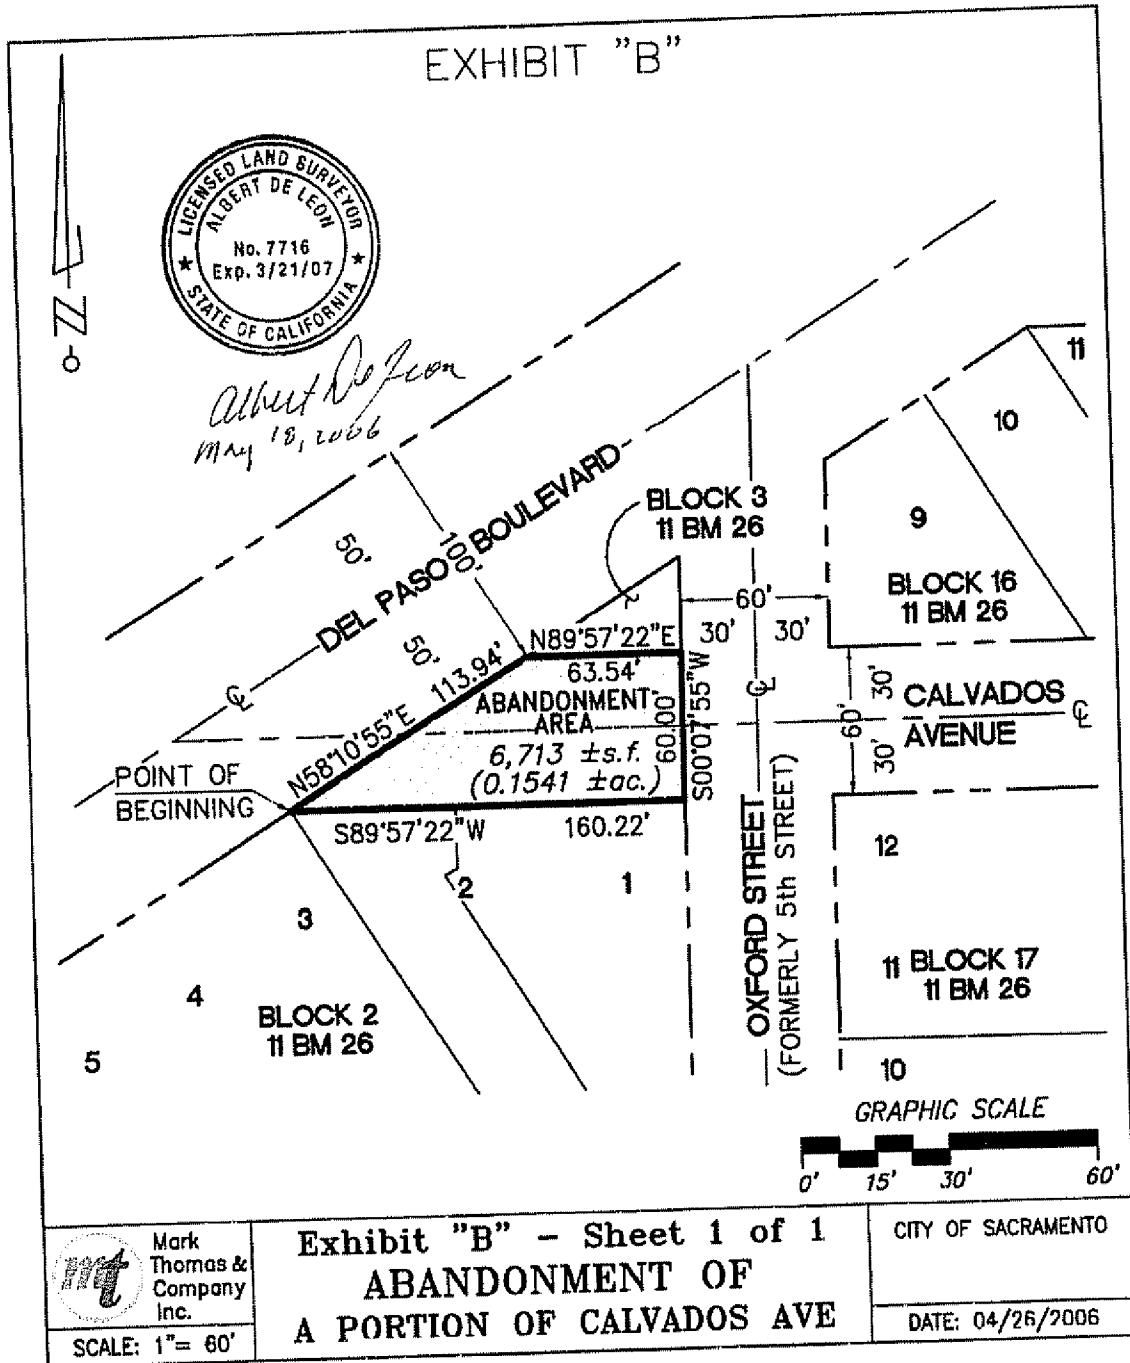 EXHIBIT "B"
LICENSED LAND SURVEYOR
ALBERT DE LEON
No. 7716
Exp. 3/21/07
STATE OF CALIFORNIA
Albert De Leon
May 18, 2006
N
50'
100'
DEL PASO BOULEVARD
50'
BLOCK 3
11 BM 26
11
10
9
BLOCK 16
11 BM 26
60'
30' 30'
N89°57'22"E
63.54'
N58°10'55"E 113.94'
ABANDONMENT
AREA
6,713 ±s.f.
(0.1541 ±ac.)
60.00
S00°07'55"W
60'
30'
30'
CALVADOS
AVENUE
POINT OF
BEGINNING
S89°57'22"W 160.22'
OXFORD STREET
(FORMERLY 5th STREET)
1
2
3
4
5
BLOCK 2
11 BM 26
12
11 BLOCK 17
11 BM 26
10
GRAPHIC SCALE
0' 15' 30' 60'
mt
Mark
Thomas &
Company
Inc.
SCALE: 1"= 60'
Exhibit "B" – Sheet 1 of 1
ABANDONMENT OF
A PORTION OF CALVADOS AVE
CITY OF SACRAMENTO
DATE: 04/26/2006